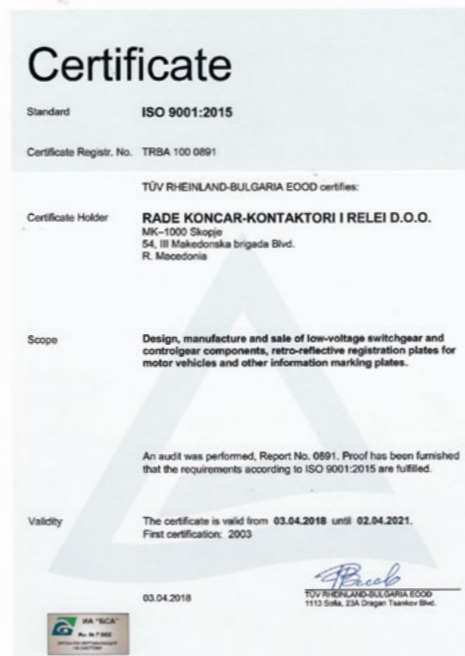 Certificate
Standard ISO 9001:2015
Certificate Registr. No. TRBA 100 0891
TÜV RHEINLAND-BULGARIA EOOD certifies:
Certificate Holder RADE KONCAR-KONTAKTORI I RELEI D.O.O.
MK–1000 Skopje
54, III Makedonska brigada Blvd.
R. Macedonia
Scope Design, manufacture and sale of low-voltage switchgear and
controlgear components, retro-reflective registration plates for
motor vehicles and other information marking plates.
An audit was performed, Report No. 0891. Proof has been furnished
that the requirements according to ISO 9001:2015 are fulfilled.
Validity The certificate is valid from 03.04.2018 until 02.04.2021.
First certification: 2003
03.04.2018
TÜV RHEINLAND-BULGARIA EOOD
1113 Sofia, 23A Dragan Tsankov Blvd.
ИА "БСА"